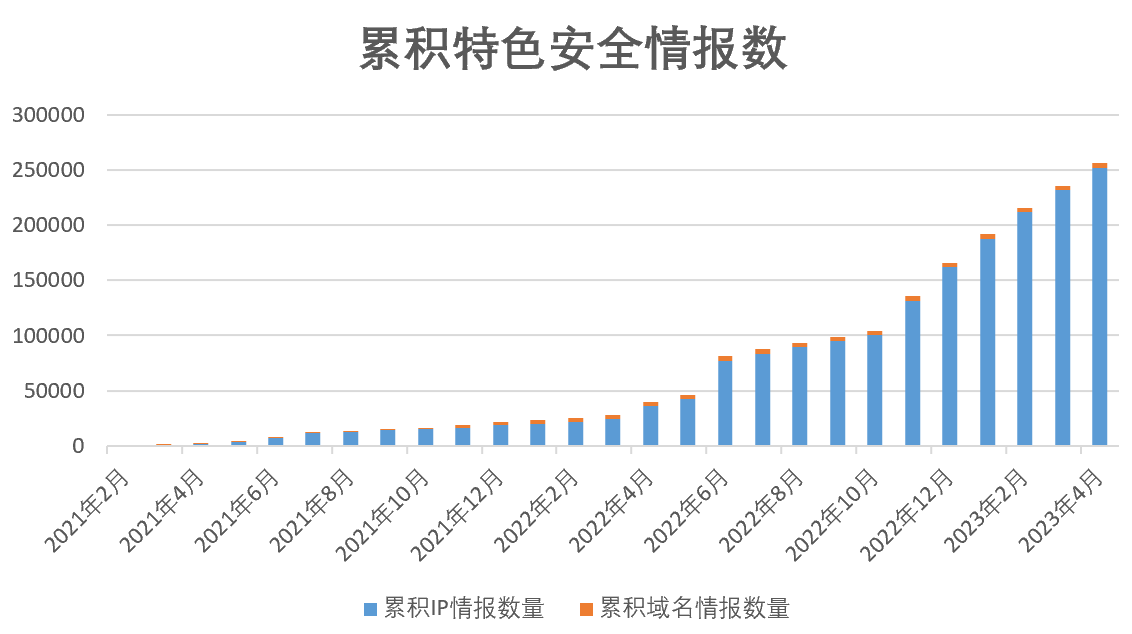 累积特色安全情报数
300000
250000
200000
150000
100000
50000
0
2021年2月
2021年4月
2021年6月
2021年8月
2021年10月
2021年12月
2022年2月
2022年4月
2022年6月
2022年8月
2022年10月
2022年12月
2023年2月
2023年4月
累积IP情报数量
累积域名情报数量